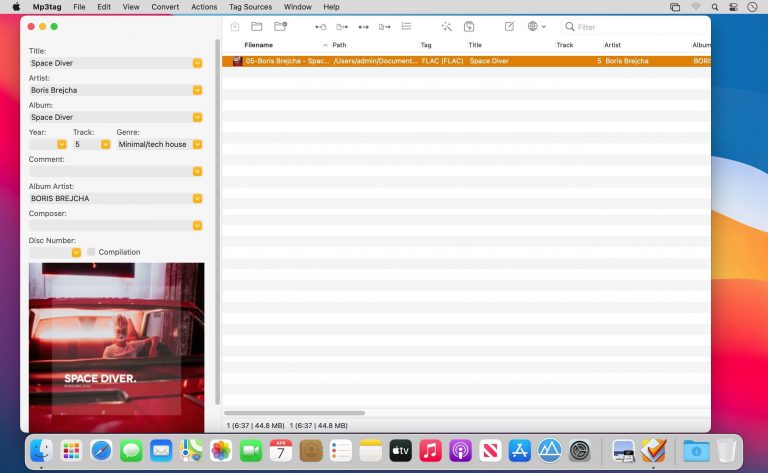 Mp3tag File Edit View Convert Actions Tag Sources Window Help
Filter
Title:
Space Diver
Artist:
Boris Brejcha
Album:
Space Diver
Year: Track: Genre:
5 Minimal/tech house
Comment:
Album Artist:
BORIS BREJCHA
Composer:
Disc Number:
Compilation
SPACE DIVER.
BORIS BREJCHA
Filename Path Tag Title Track Artist Album
05-Boris Brejcha - Spac... /Users/admin/Document... FLAC (FLAC) Space Diver 5 Boris Brejcha BORI
1 (6:37 | 44.8 MB) 1 (6:37 | 44.8 MB)
APR
7
tv